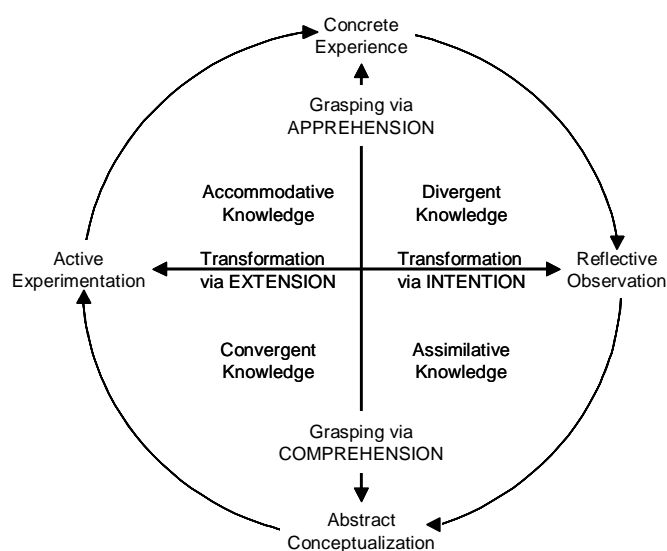 Concrete
Experience
Grasping via
APPREHENSION
Accommodative
Knowledge
Divergent
Knowledge
Active
Experimentation
Transformation
via EXTENSION
Transformation
via INTENTION
Reflective
Observation
Convergent
Knowledge
Assimilative
Knowledge
Grasping via
COMPREHENSION
Abstract
Conceptualization